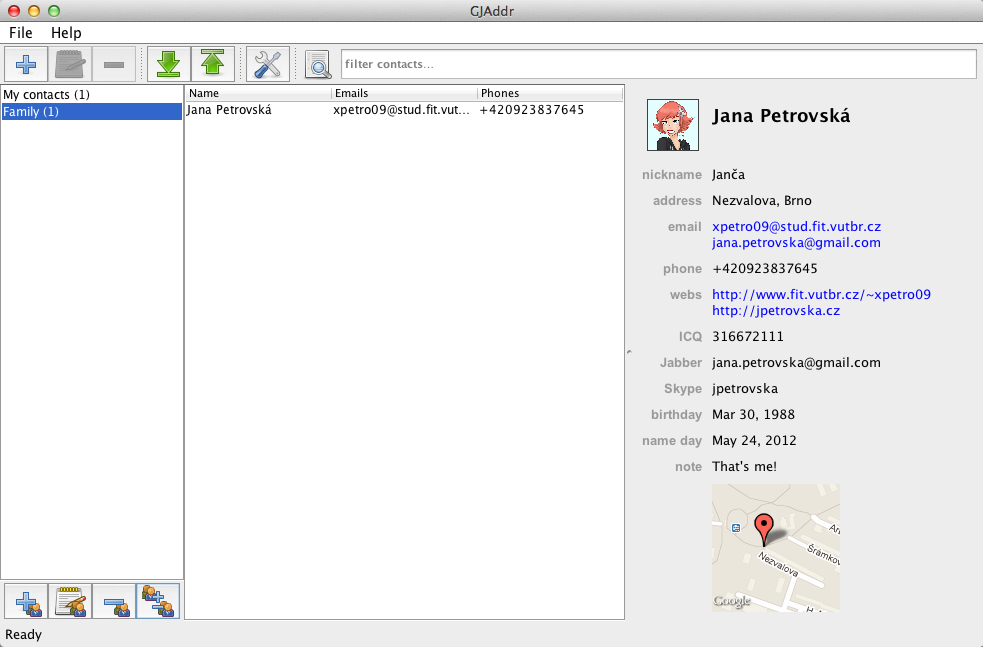 GJAddr
File Help
filter contacts...
My contacts (1)
Family (1)
Name Emails Phones
Jana Petrovská xpetro09@stud.fit.vut... +420923837645
Jana Petrovská
nickname Janča
address Nezvalova, Brno
email xpetro09@stud.fit.vutbr.cz
jana.petrovska@gmail.com
phone +420923837645
webs http://www.fit.vutbr.cz/~xpetro09
http://jpetrovska.cz
ICQ 316672111
Jabber jana.petrovska@gmail.com
Skype jpetrovska
birthday Mar 30, 1988
name day May 24, 2012
note That's me!
Šrámkov
Nezvalova
Google
Ready